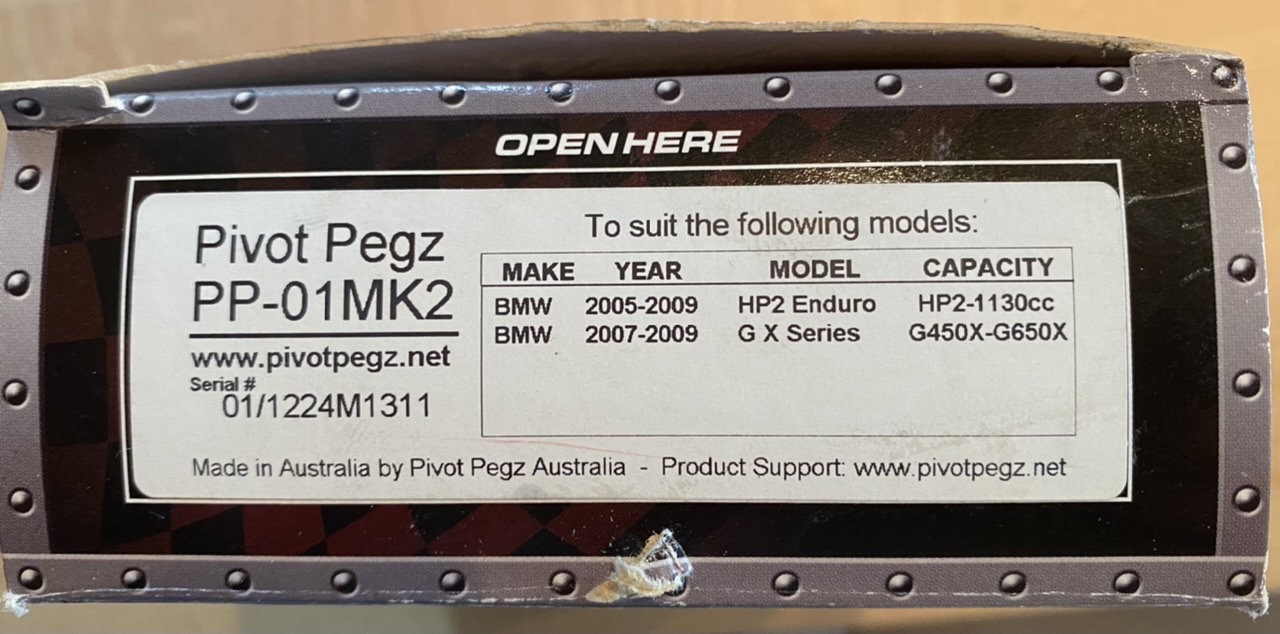 OPEN HERE
Pivot Pegz
PP-01MK2
www.pivotpegz.net
Serial #
01/1224M1311
To suit the following models:
MAKE YEAR MODEL CAPACITY
BMW 2005-2009 HP2 Enduro HP2-1130cc
BMW 2007-2009 G X Series G450X-G650X
Made in Australia by Pivot Pegz Australia - Product Support: www.pivotpegz.net